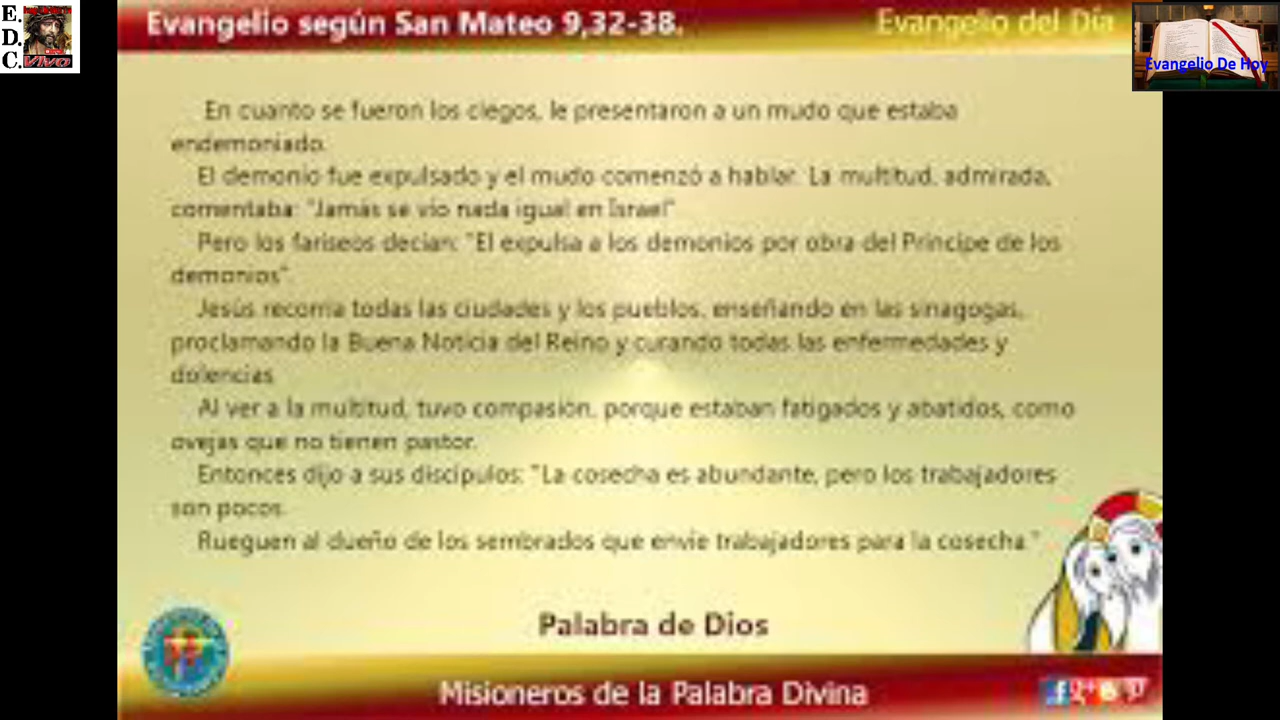 E.
D.
C.
Vivo
Evangelio según San Mateo 9,32-38.
Evangelio del Día
Evangelio De Hoy
En cuanto se fueron los ciegos, le presentaron a un mudo que estaba
endemoniado.
El demonio fue expulsado y el mudo comenzó a hablar. La multitud, admirada,
comentaba: "Jamás se vio nada igual en Israel"
Pero los fariseos decían: "El expulsa a los demonios por obra del Príncipe de los
demonios".
Jesús recorría todas las ciudades y los pueblos, enseñando en las sinagogas,
proclamando la Buena Noticia del Reino y curando todas las enfermedades y
dolencias.
Al ver a la multitud, tuvo compasión, porque estaban fatigados y abatidos, como
ovejas que no tienen pastor.
Entonces dijo a sus discípulos: "La cosecha es abundante, pero los trabajadores
son pocos.
Rueguen al dueño de los sembrados que envíe trabajadores para la cosecha."
Palabra de Dios
Misioneros de la Palabra Divina